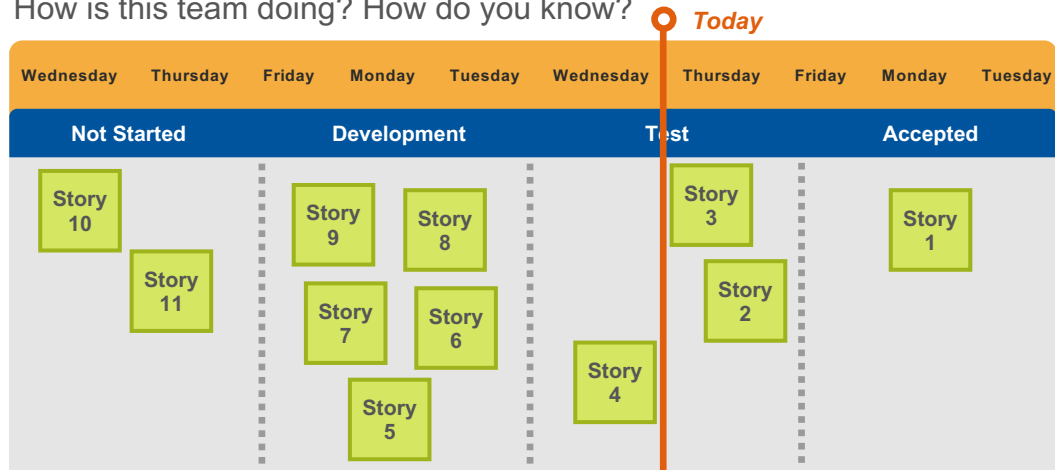 How is this team doing? How do you know?
Today
Wednesday Thursday Friday Monday Tuesday Wednesday Thursday Friday Monday Tuesday
Not Started Development Test Accepted
Story
10
Story
11
Story
9
Story
8
Story
7
Story
6
Story
5
Story
4
Story
3
Story
2
Story
1